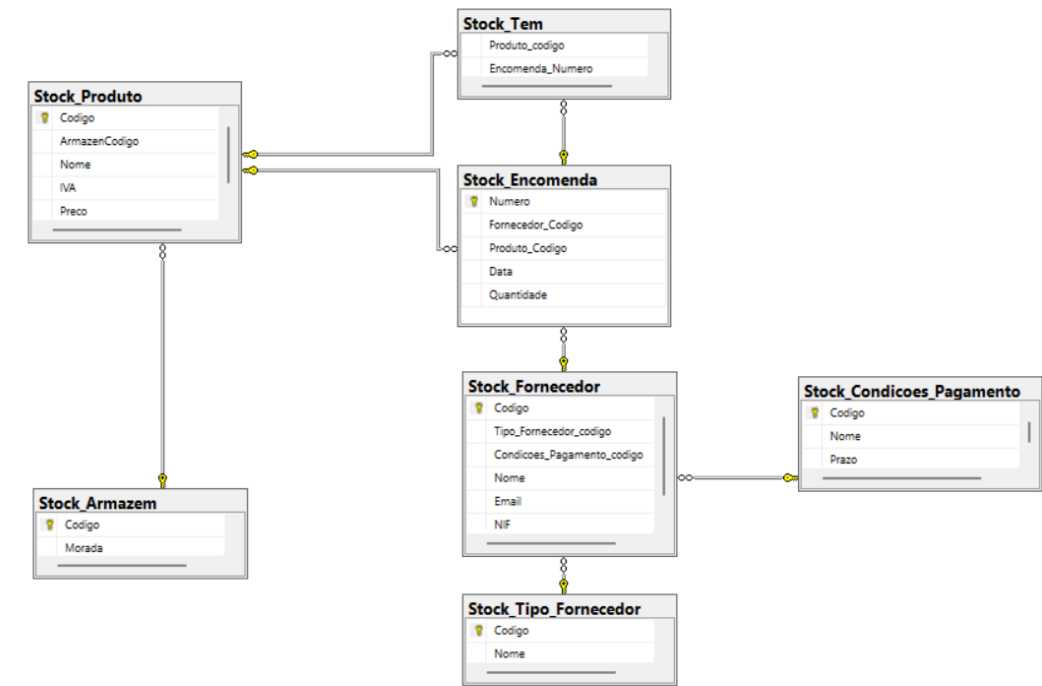 Stock_Tem
Produto_codigo
Encomenda_Numero
Stock_Produto
Codigo
ArmazenCodigo
Nome
IVA
Preco
Stock_Encomenda
Numero
Fornecedor_Codigo
Produto_Codigo
Data
Quantidade
Stock_Fornecedor
Codigo
Tipo_Fornecedor_codigo
Condicoes_Pagamento_codigo
Nome
Email
NIF
Stock_Condicoes_Pagamento
Codigo
Nome
Prazo
Stock_Armazem
Codigo
Morada
Stock_Tipo_Fornecedor
Codigo
Nome